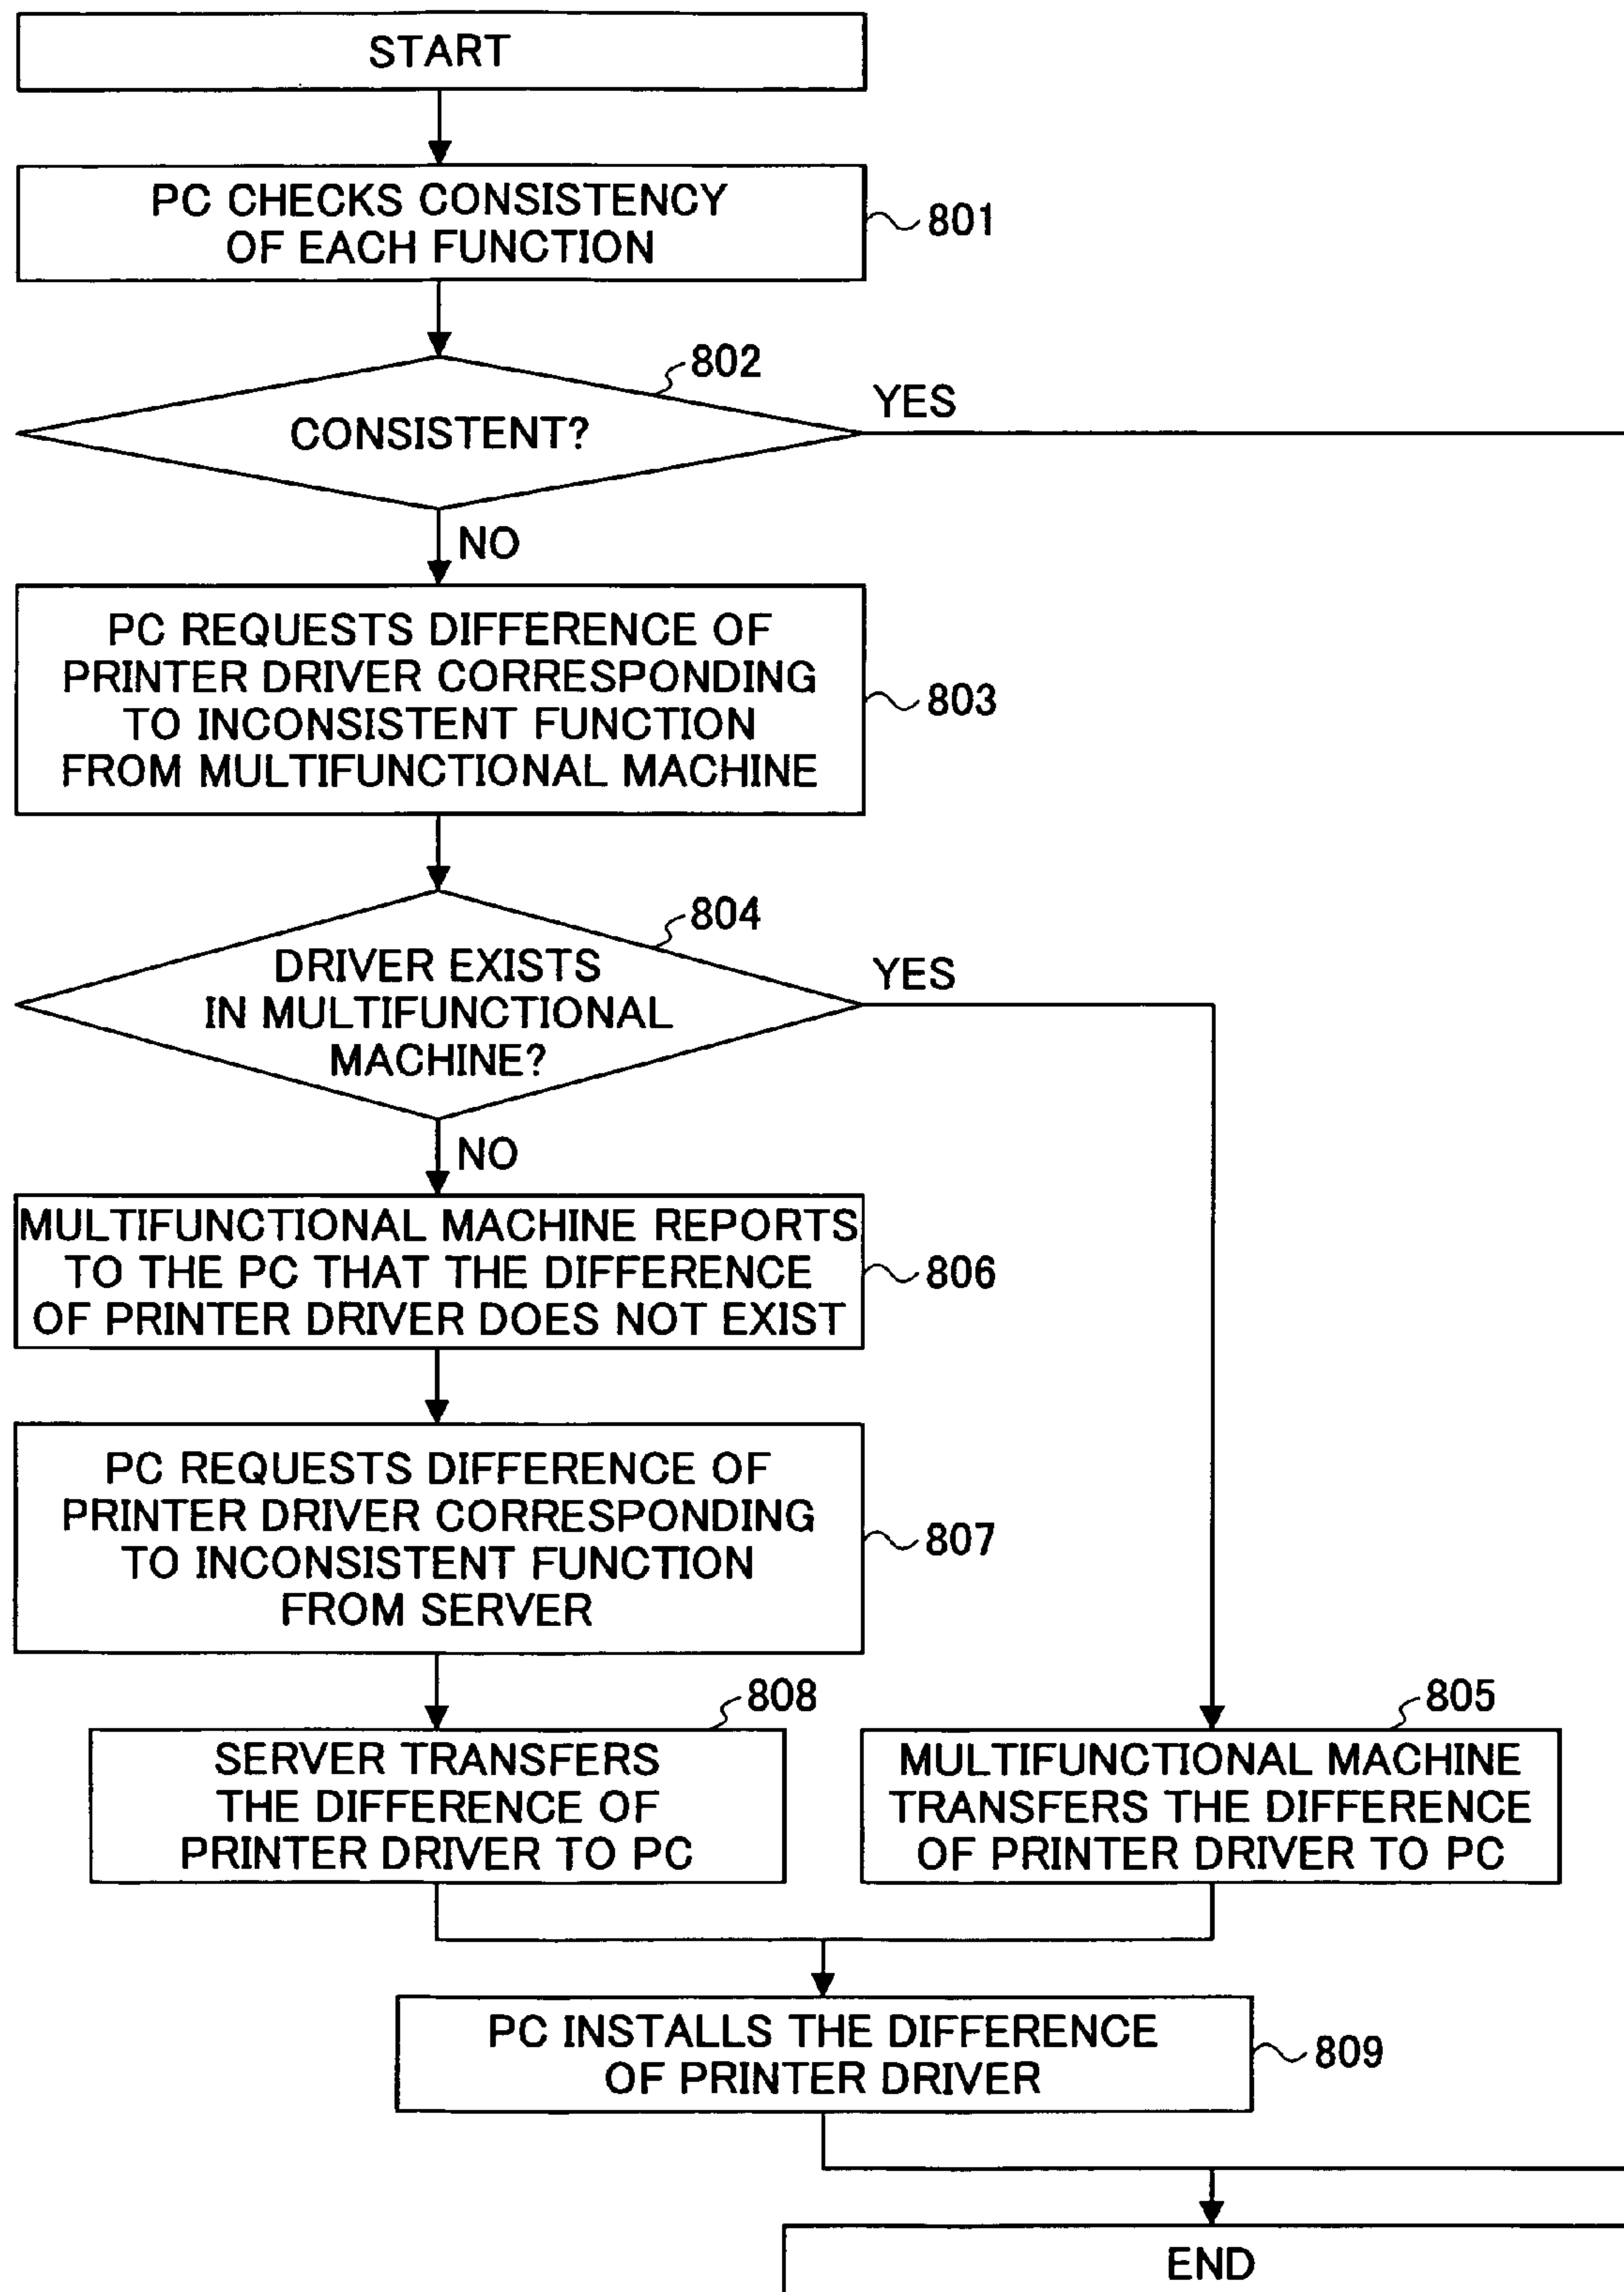 START
PC CHECKS CONSISTENCY
OF EACH FUNCTION
801
802
CONSISTENT?
YES
NO
PC REQUESTS DIFFERENCE OF
PRINTER DRIVER CORRESPONDING
TO INCONSISTENT FUNCTION
FROM MULTIFUNCTIONAL MACHINE
803
804
DRIVER EXISTS
IN MULTIFUNCTIONAL
MACHINE?
YES
NO
MULTIFUNCTIONAL MACHINE REPORTS
TO THE PC THAT THE DIFFERENCE
OF PRINTER DRIVER DOES NOT EXIST
806
PC REQUESTS DIFFERENCE OF
PRINTER DRIVER CORRESPONDING
TO INCONSISTENT FUNCTION
FROM SERVER
807
808
SERVER TRANSFERS
THE DIFFERENCE OF
PRINTER DRIVER TO PC
805
MULTIFUNCTIONAL MACHINE
TRANSFERS THE DIFFERENCE
OF PRINTER DRIVER TO PC
PC INSTALLS THE DIFFERENCE
OF PRINTER DRIVER
809
END